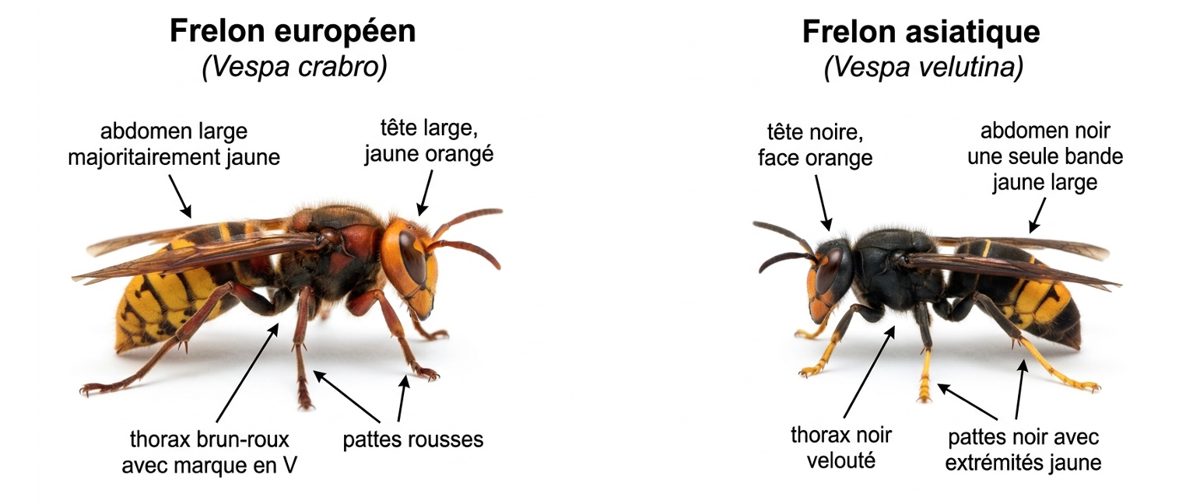 Frelon européen
(Vespa crabro)
abdomen large
majoritairement jaune
tête large,
jaune orangé
thorax brun-roux
avec marque en V
pattes rousses
Frelon asiatique
(Vespa velutina)
tête noire,
face orange
abdomen noir
une seule bande
jaune large
thorax noir
velouté
pattes noir avec
extrémités jaune